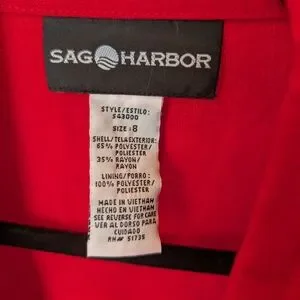 SAG HARBOR
STYLE/ESTILO:
543000
SIZE:8
SHELL/TELA EXTERIOR:
65% POLYESTER/
POLIESTER
35% RAYON/
RAYON
LINING/FORRO:
100% POLYESTER/
POLIESTER
MADE IN VIETNAM
HECHO EN VIETNAM
SEE REVERSE FOR CARE
VER AL DORSO PARA
CUIDADO
RN# 51735